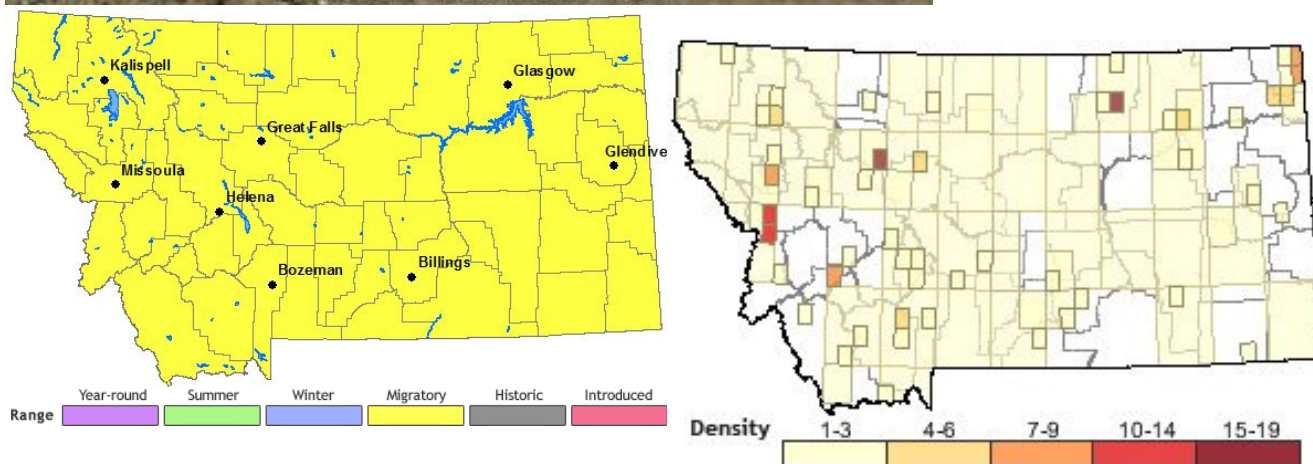 Kalispell
Glasgow
Great Falls
Glendive
Missoula
Helena
Bozeman
Billings
Range Year-round Summer Winter Migratory Historic Introduced
Density 1-3 4-6 7-9 10-14 15-19